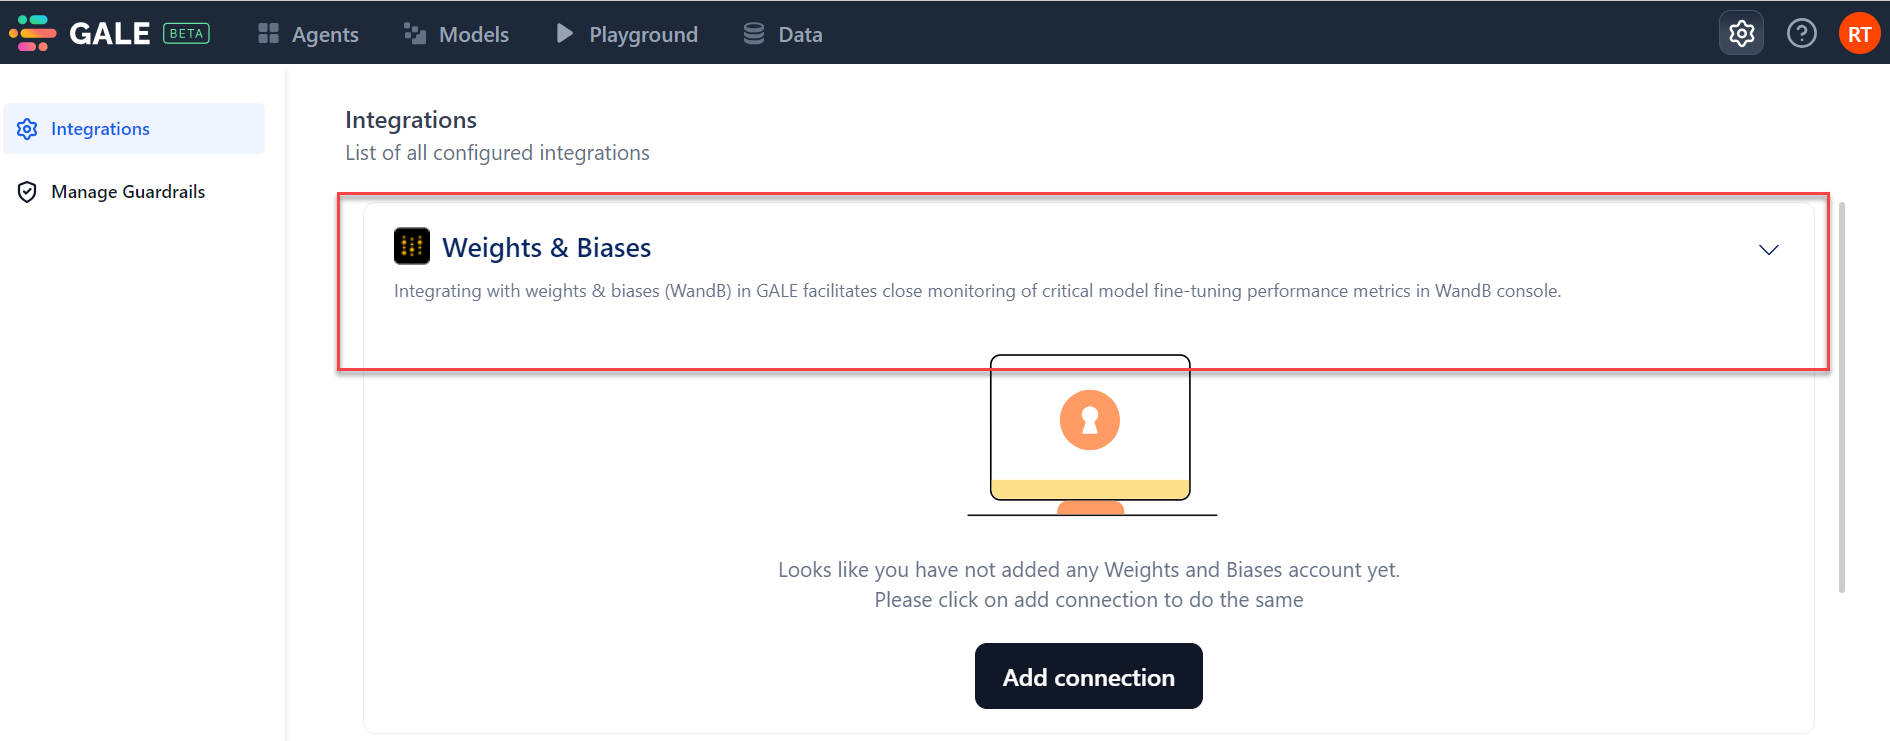 GALE BETA Agents Models Playground Data RT
Integrations
Manage Guardrails
Integrations
List of all configured integrations
Weights & Biases
Integrating with weights & biases (WandB) in GALE facilitates close monitoring of critical model fine-tuning performance metrics in WandB console.
Looks like you have not added any Weights and Biases account yet.
Please click on add connection to do the same
Add connection